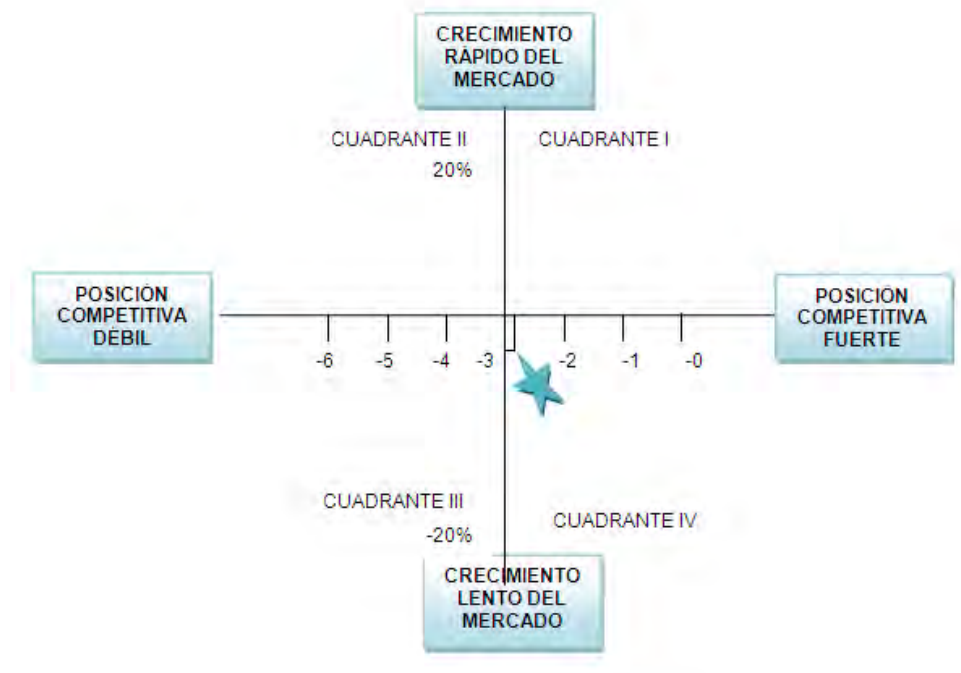 CRECIMIENTO
RÁPIDO DEL
MERCADO
CUADRANTE II
CUADRANTE I
20%
POSICIÓN
COMPETITIVA
DÉBIL
POSICIÓN
COMPETITIVA
FUERTE
-6 -5 -4 -3 -2 -1 -0
CUADRANTE III
CUADRANTE IV
-20%
CRECIMIENTO
LENTO DEL
MERCADO